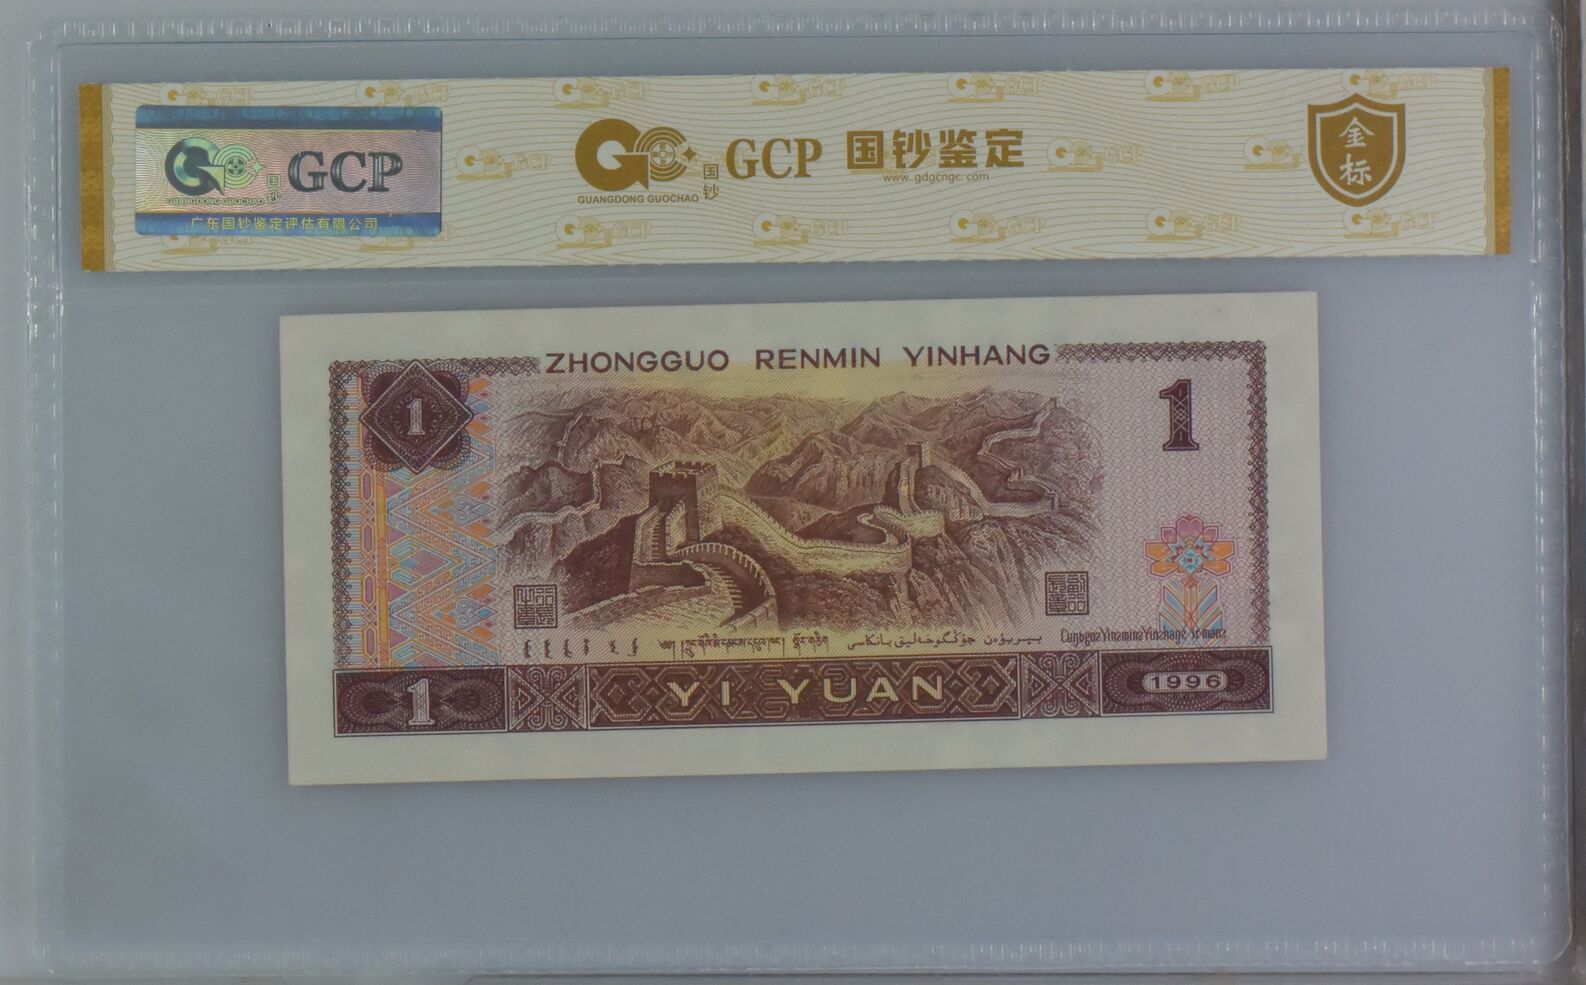 GCP
国钞
GUANGDONG GUOCHAO
广东国钞鉴定评估有限公司
国钞
GUANGDONG GUOCHAO
GCP 国钞鉴定
www.gdgcngc.com
金标
ZHONGGUO RENMIN YINHANG
1
1
YI YUAN
1
1996